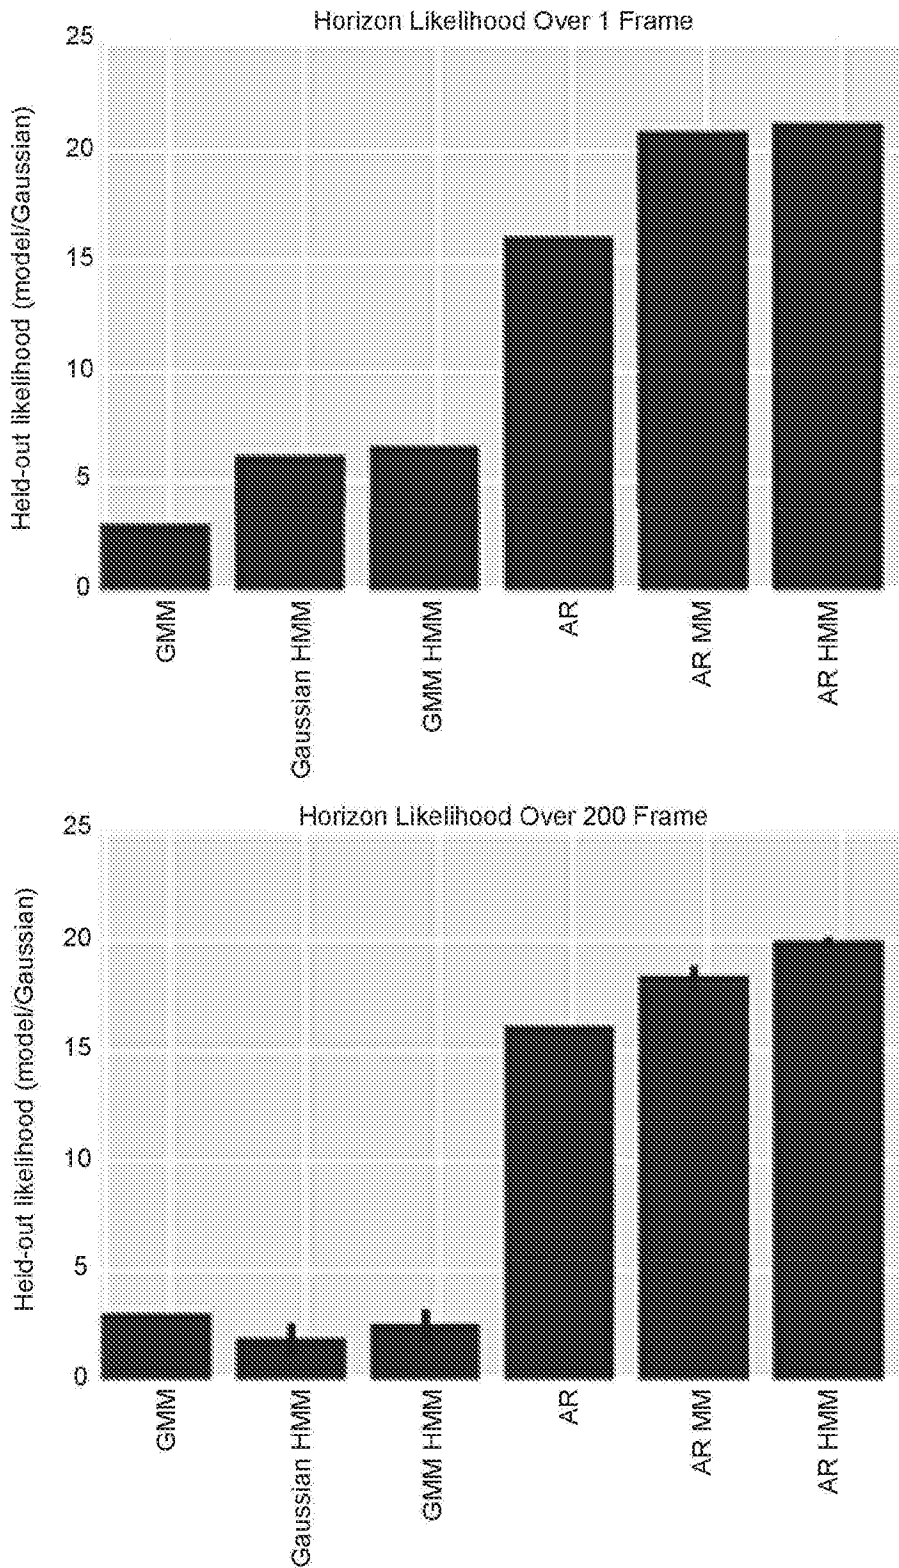 Horizon Likelihood Over 1 Frame
Held-out likelihood (model/Gaussian)
25
20
15
10
5
0
GMM
Gaussian HMM
GMM HMM
AR
AR MM
AR HMM
Horizon Likelihood Over 200 Frame
Held-out likelihood (model/Gaussian)
25
20
15
10
5
0
GMM
Gaussian HMM
GMM HMM
AR
AR MM
AR HMM